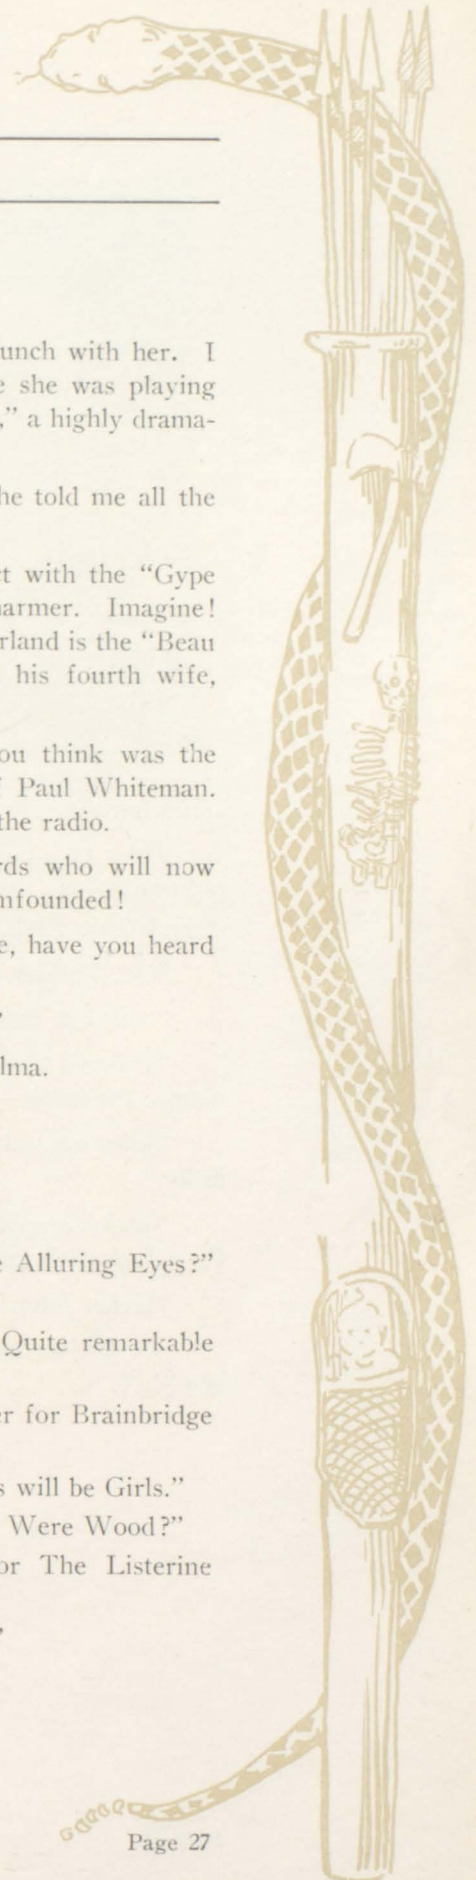 unch with her. I
e she was playing
," a highly drama-
he told me all the
t with the "Gype
armer. Imagine!
rland is the "Beau
his fourth wife,
ou think was the
f Paul Whiteman.
the radio.
rds who will now
nfounded!
e, have you heard
,
lma.
e Alluring Eyes?"
Quite remarkable
er for Brainbridge
s will be Girls."
Were Wood?"
or The Listerine
,
Page 27